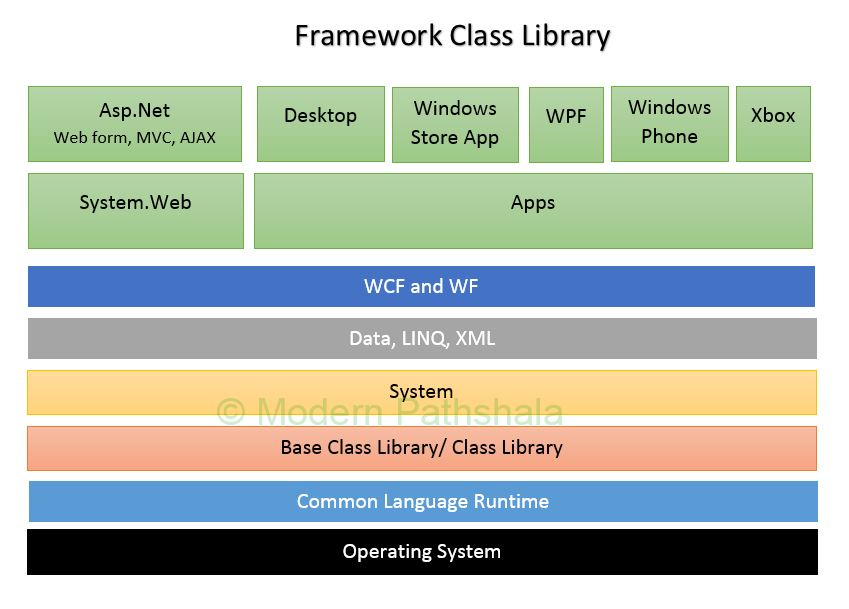 Framework Class Library
Asp.Net
Web form, MVC, AJAX
Desktop
Windows
Store App
WPF
Windows
Phone
Xbox
System.Web
Apps
WCF and WF
Data, LINQ, XML
System
© Modern Pathshala
Base Class Library/ Class Library
Common Language Runtime
Operating System